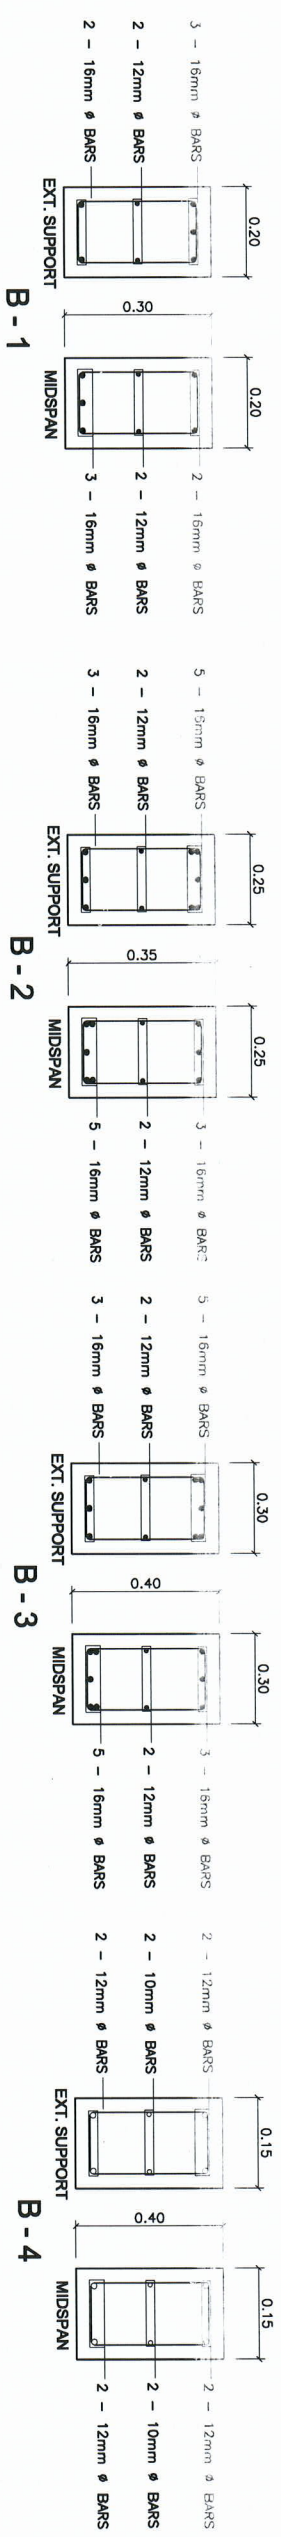 3 - 16mm ø BARS
2 - 12mm ø BARS
2 - 16mm ø BARS
0.20
EXT. SUPPORT
0.30
0.20
MIDSPAN
2 - 16mm ø BARS
2 - 12mm ø BARS
3 - 16mm ø BARS
B - 1
5 - 16mm ø BARS
2 - 12mm ø BARS
3 - 16mm ø BARS
0.25
EXT. SUPPORT
0.35
0.25
MIDSPAN
3 - 16mm ø BARS
2 - 12mm ø BARS
5 - 16mm ø BARS
B - 2
5 - 16mm ø BARS
2 - 12mm ø BARS
3 - 16mm ø BARS
0.30
EXT. SUPPORT
0.40
0.30
MIDSPAN
3 - 16mm ø BARS
2 - 12mm ø BARS
5 - 16mm ø BARS
B - 3
2 - 12mm ø BARS
2 - 10mm ø BARS
2 - 12mm ø BARS
0.15
EXT. SUPPORT
0.40
0.15
MIDSPAN
2 - 12mm ø BARS
2 - 10mm ø BARS
2 - 12mm ø BARS
B - 4